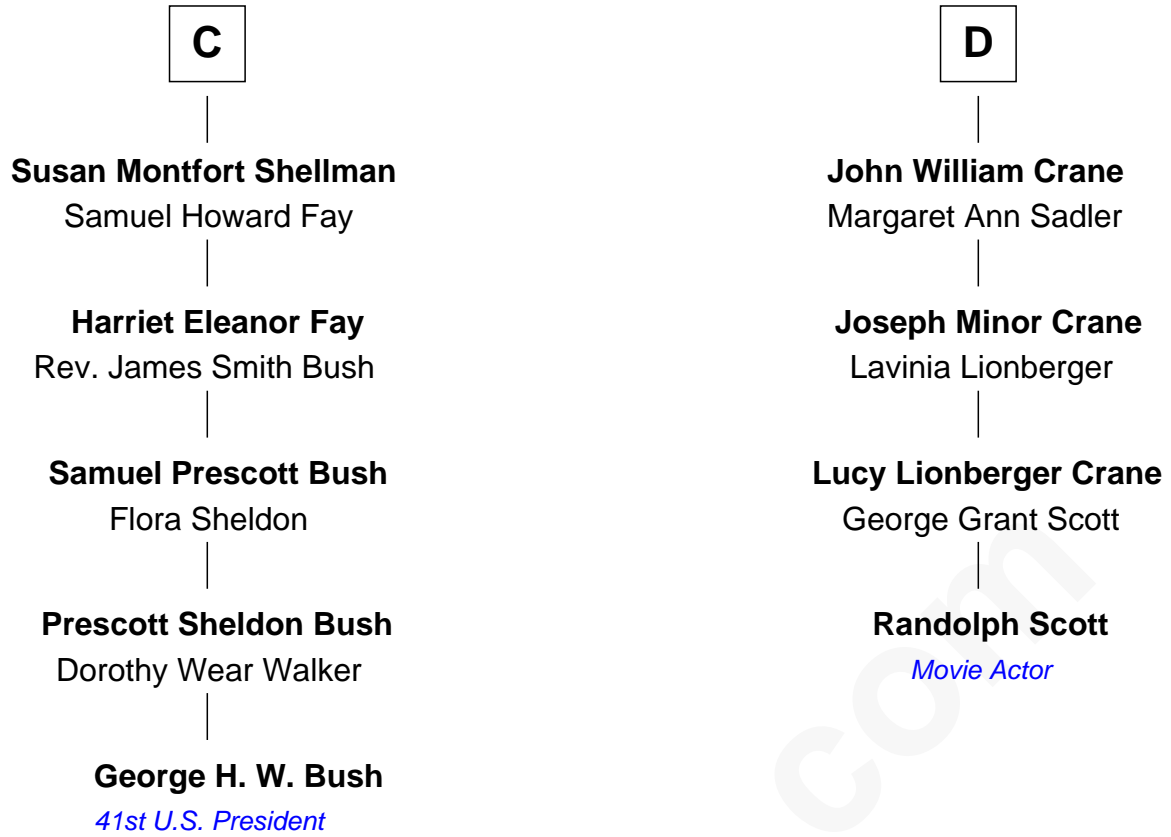 C
Susan Montfort Shellman
Samuel Howard Fay
Harriet Eleanor Fay
Rev. James Smith Bush
Samuel Prescott Bush
Flora Sheldon
Prescott Sheldon Bush
Dorothy Wear Walker
George H. W. Bush
41st U.S. President
D
John William Crane
Margaret Ann Sadler
Joseph Minor Crane
Lavinia Lionberger
Lucy Lionberger Crane
George Grant Scott
Randolph Scott
Movie Actor
com